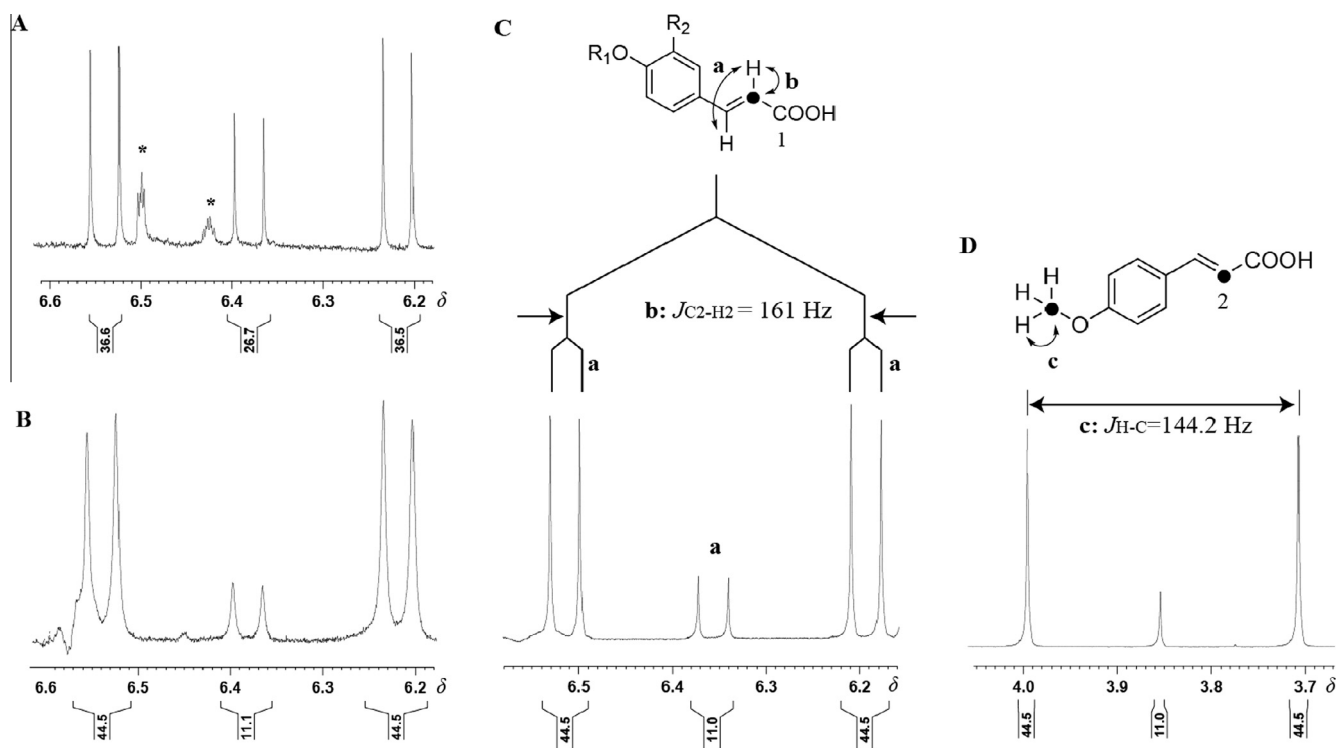 A
*
*
6.6
6.5
6.4
6.3
6.2
δ
36.6
26.7
36.5
B
6.6
6.5
6.4
6.3
6.2
δ
44.5
11.1
44.5
C
R2
R1O
a
H
b
COOH
H
1
b: JC2-H2 = 161 Hz
a
a
a
6.5
6.4
6.3
6.2
δ
44.5
11.0
44.5
D
H
H
O
c
COOH
2
c: JH-C=144.2 Hz
4.0
3.9
3.8
3.7
δ
44.5
11.0
44.5